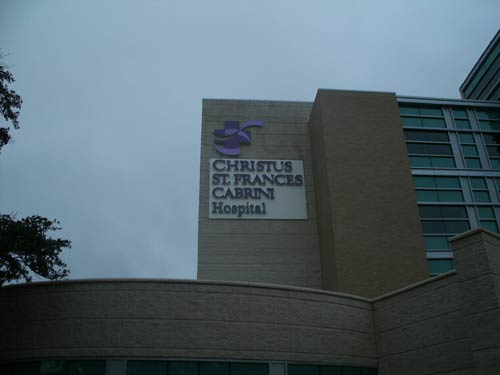 CHRISTUS
ST. FRANCES
CABRINI
Hospital